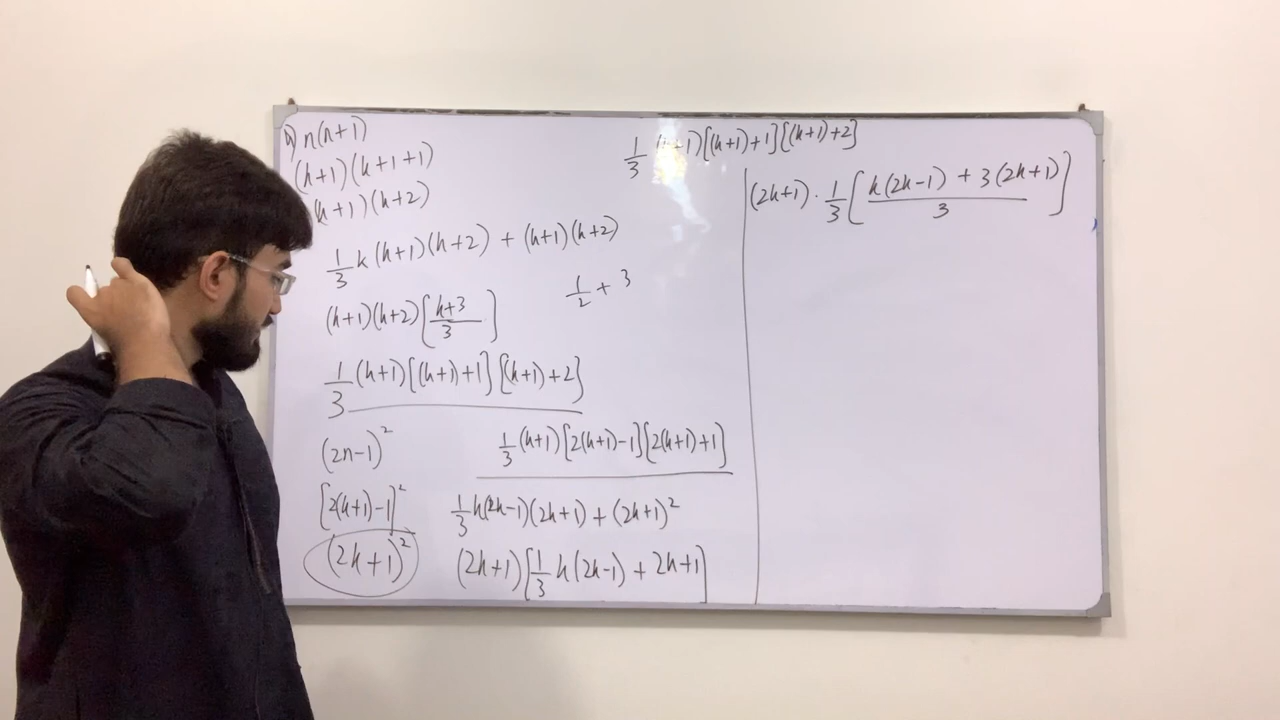 n(n+1)
(k+1)(k+1+1)
(k+1)(k+2)
1/3 k(k+1)(k+2) + (k+1)(k+2)
1/2 + 3
(k+1)(k+2)[(k+3)/3]
1/3 (k+1)[(k+1)+1][(k+1)+2]
(2n-1)²
[2(k+1)-1]²
(2k+1)²
1/3 (k+1)[(k+1)+1][(k+1)+2]
1/3 (k+1)[2(k+1)-1][2(k+1)+1]
1/3 k(2k-1)(2k+1) + (2k+1)²
(2k+1)[1/3 k(2k-1) + 2k+1]
(2k+1) · 1/3 [(k(2k-1) + 3(2k+1))/3]